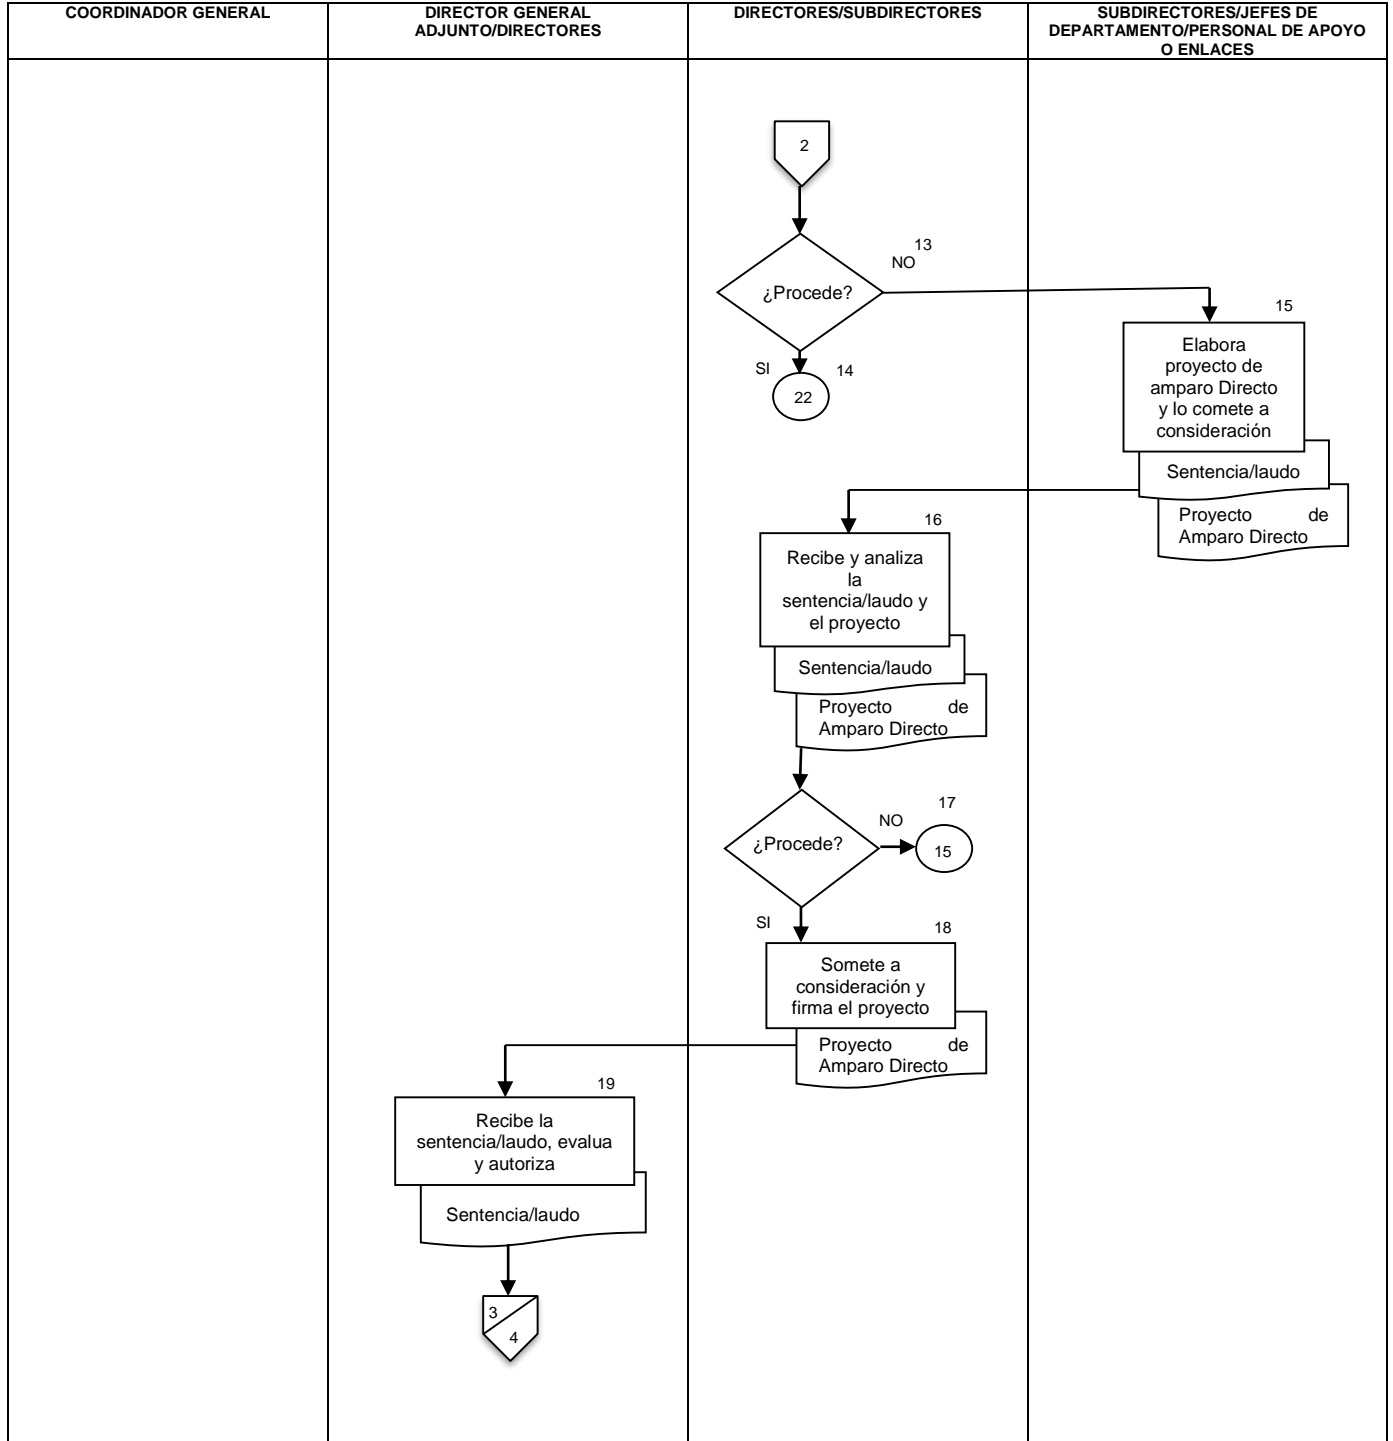 COORDINADOR GENERAL
DIRECTOR GENERAL
ADJUNTO/DIRECTORES
DIRECTORES/SUBDIRECTORES
SUBDIRECTORES/JEFES DE
DEPARTAMENTO/PERSONAL DE APOYO
O ENLACES
2
¿Procede?
NO
13
SI
14
22
15
Elabora
proyecto de
amparo Directo
y lo comete a
consideración
Sentencia/laudo
Proyecto de
Amparo Directo
16
Recibe y analiza
la
sentencia/laudo y
el proyecto
Sentencia/laudo
Proyecto de
Amparo Directo
¿Procede?
NO
17
15
SI
18
Somete a
consideración y
firma el proyecto
Proyecto de
Amparo Directo
19
Recibe la
sentencia/laudo, evalua
y autoriza
Sentencia/laudo
3
4